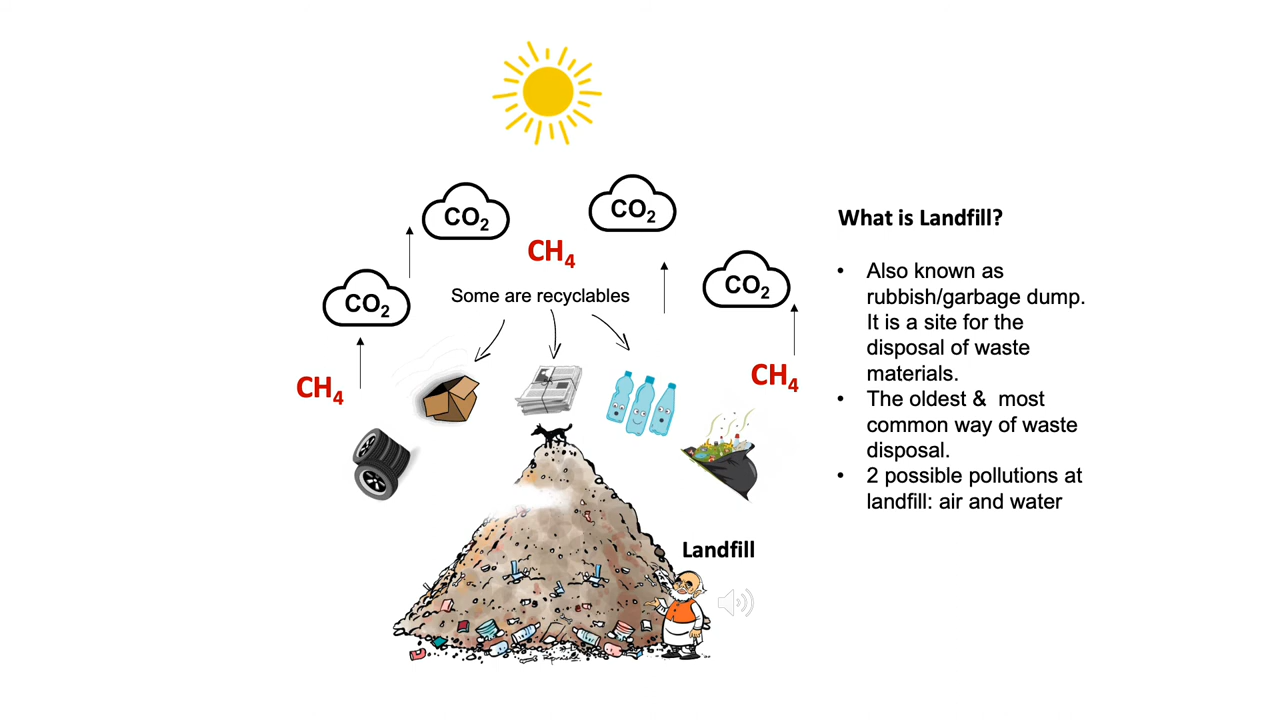 CO2
CO2
CH4
What is Landfill?
CO2
CO2
Some are recyclables
• Also known as
rubbish/garbage dump.
It is a site for the
disposal of waste
materials.
• The oldest & most
common way of waste
disposal.
• 2 possible pollutions at
landfill: air and water
CH4
CH4
Landfill